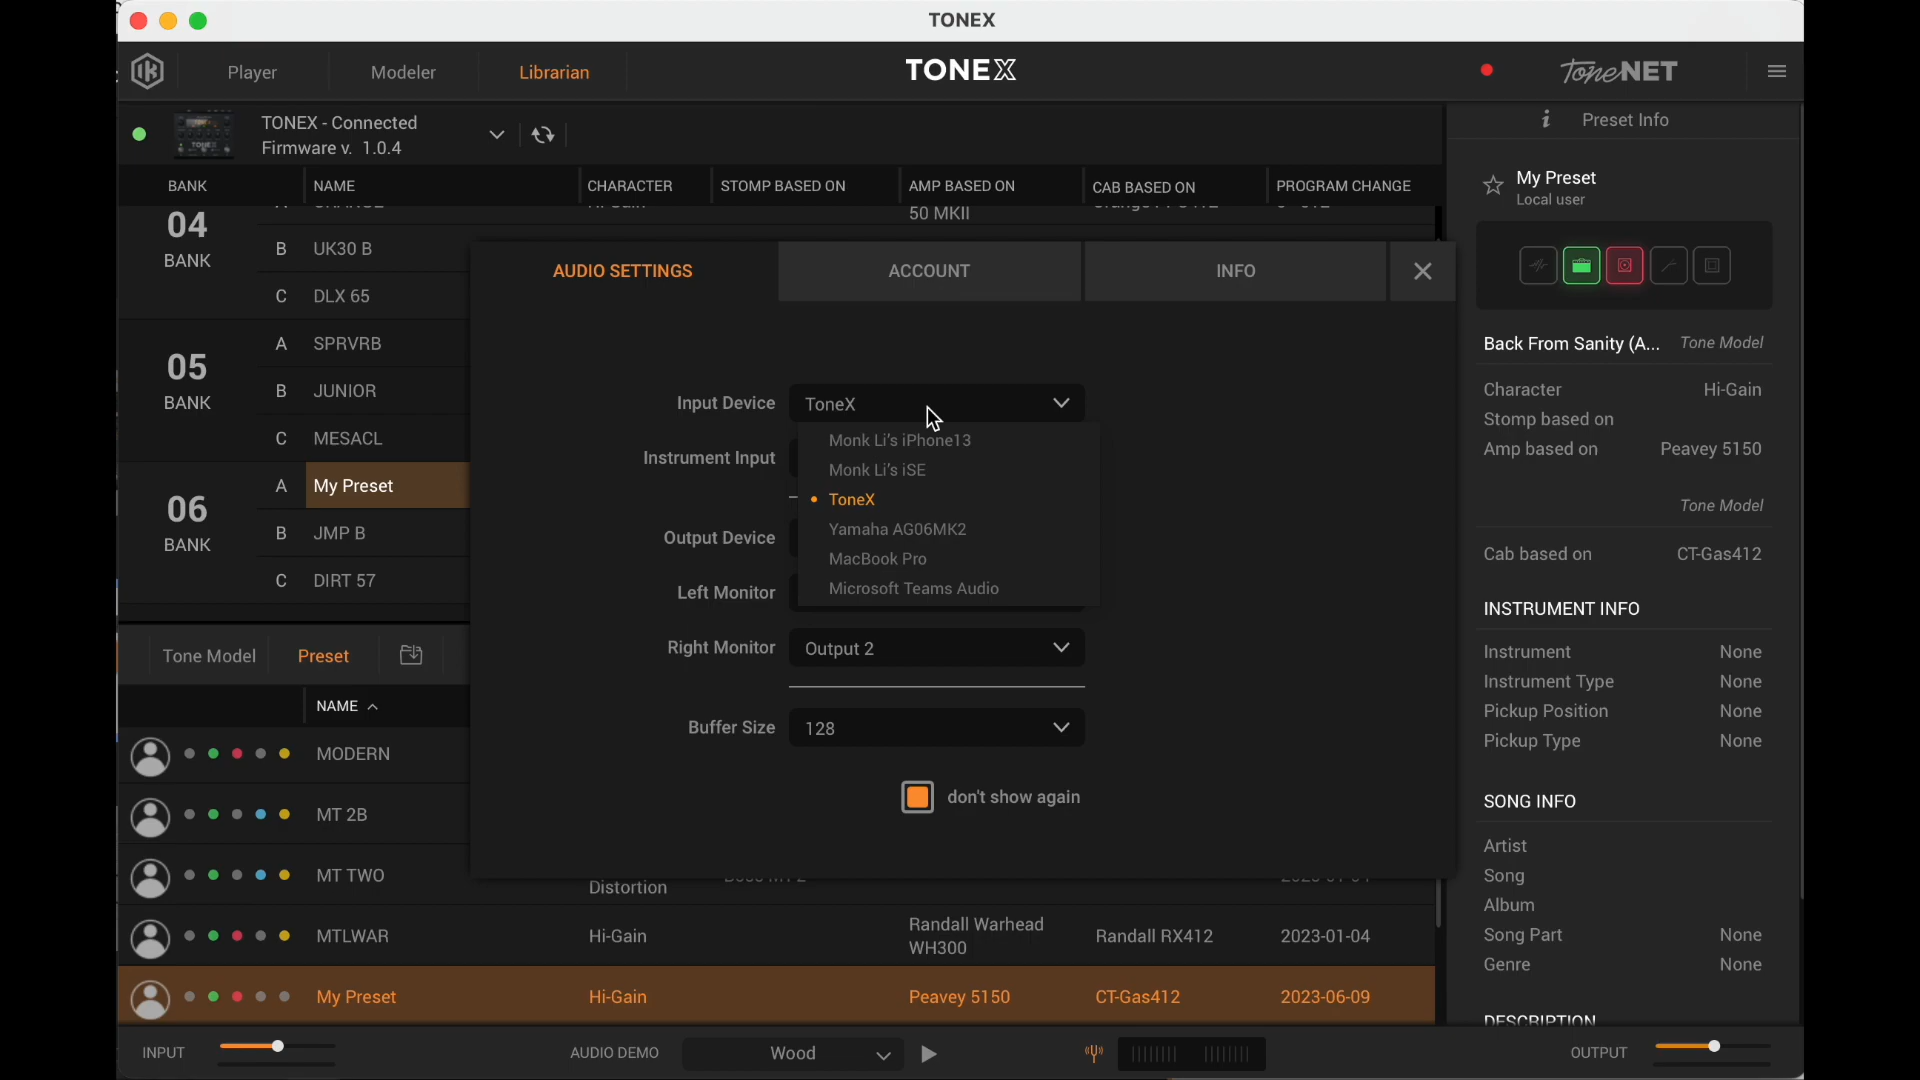 TONEX
Player
Modeler
Librarian
TONEX
ToneNET
TONEX - Connected
Firmware v. 1.0.4
Preset Info
BANK
NAME
CHARACTER
STOMP BASED ON
AMP BASED ON
CAB BASED ON
PROGRAM CHANGE
04
BANK
50 MKII
B UK30 B
C DLX 65
05
BANK
A SPRVRB
B JUNIOR
C MESACL
06
BANK
A My Preset
B JMP B
C DIRT 57
AUDIO SETTINGS
ACCOUNT
INFO
Input Device ToneX
Monk Li's iPhone13
Monk Li's iSE
ToneX
Yamaha AG06MK2
MacBook Pro
Microsoft Teams Audio
Instrument Input
Output Device
Left Monitor
Right Monitor Output 2
Buffer Size 128
don't show again
Tone Model
Preset
NAME
MODERN
MT 2B
MT TWO
Distortion
MTLWAR Hi-Gain Randall Warhead
WH300
Randall RX412 2023-01-04
My Preset Hi-Gain Peavey 5150 CT-Gas412 2023-06-09
My Preset
Local user
Back From Sanity (A... Tone Model
Character Hi-Gain
Stomp based on
Amp based on Peavey 5150
Tone Model
Cab based on CT-Gas412
INSTRUMENT INFO
Instrument None
Instrument Type None
Pickup Position None
Pickup Type None
SONG INFO
Artist
Song
Album
Song Part None
Genre None
DESCRIPTION
INPUT
AUDIO DEMO
Wood
OUTPUT